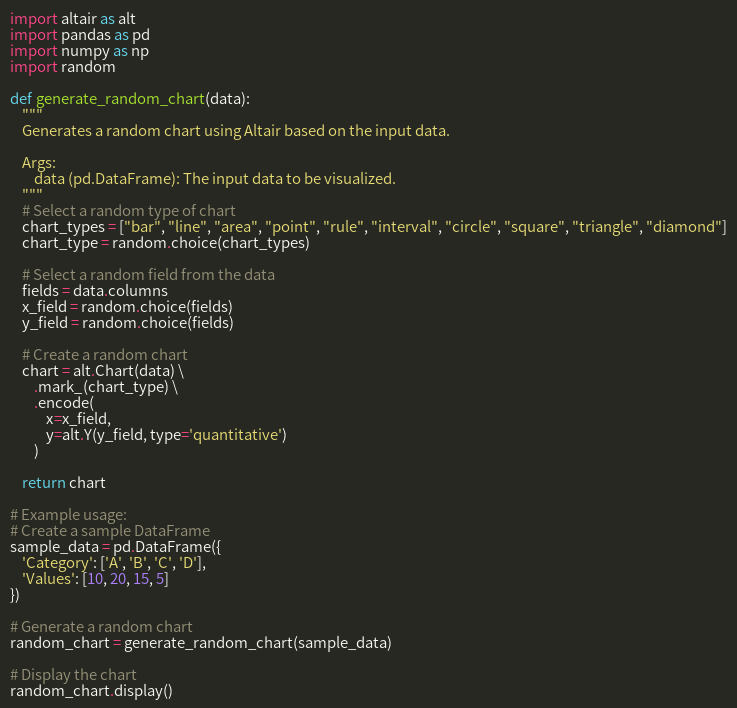 import altair as alt
import pandas as pd
import numpy as np
import random

def generate_random_chart(data):
    """
    Generates a random chart using Altair based on the input data.

    Args:
        data (pd.DataFrame): The input data to be visualized.
    """
    # Select a random type of chart
    chart_types = ["bar", "line", "area", "point", "rule", "interval", "circle", "square", "triangle", "diamond"]
    chart_type = random.choice(chart_types)

    # Select a random field from the data
    fields = data.columns
    x_field = random.choice(fields)
    y_field = random.choice(fields)

    # Create a random chart
    chart = alt.Chart(data) \
        .mark_(chart_type) \
        .encode(
            x=x_field,
            y=alt.Y(y_field, type='quantitative')
        )

    return chart

# Example usage:
# Create a sample DataFrame
sample_data = pd.DataFrame({
    'Category': ['A', 'B', 'C', 'D'],
    'Values': [10, 20, 15, 5]
})

# Generate a random chart
random_chart = generate_random_chart(sample_data)

# Display the chart
random_chart.display()